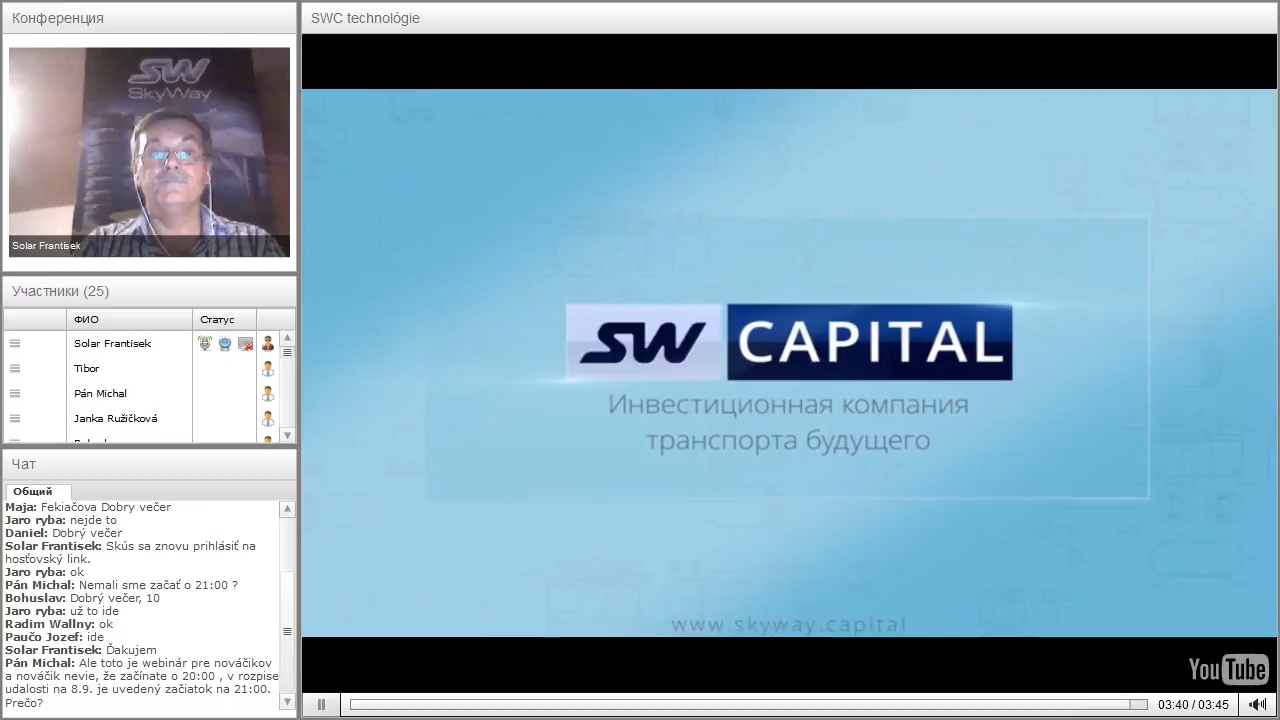 Конференция
SW
SkyWay
Solar Frantisek
Участники (25)
ФИО
Статус
Solar Frantisek
Tibor
Pán Michal
Janka Ružičková
Чат
Общий
Maja: Fekiačova Dobry večer
Jaro ryba: nejde to
Daniel: Dobrý večer
Solar Frantisek: Skús sa znovu prihlásiť na
hosťovský link.
Jaro ryba: ok
Pán Michal: Nemali sme začať o 21:00 ?
Bohuslav: Dobrý večer, 10
Jaro ryba: už to ide
Radim Wallny: ok
Paučo Jozef: ide
Solar Frantisek: Ďakujem
Pán Michal: Ale toto je webinár pre nováčikov
a nováčik nevie, že začínate o 20:00 , v rozpise
udalosti na 8.9. je uvedený začiatok na 21:00.
Prečo?
SWC technológie
SW CAPITAL
Инвестиционная компания
транспорта будущего
www.skyway.capital
YouTube
03:40 / 03:45